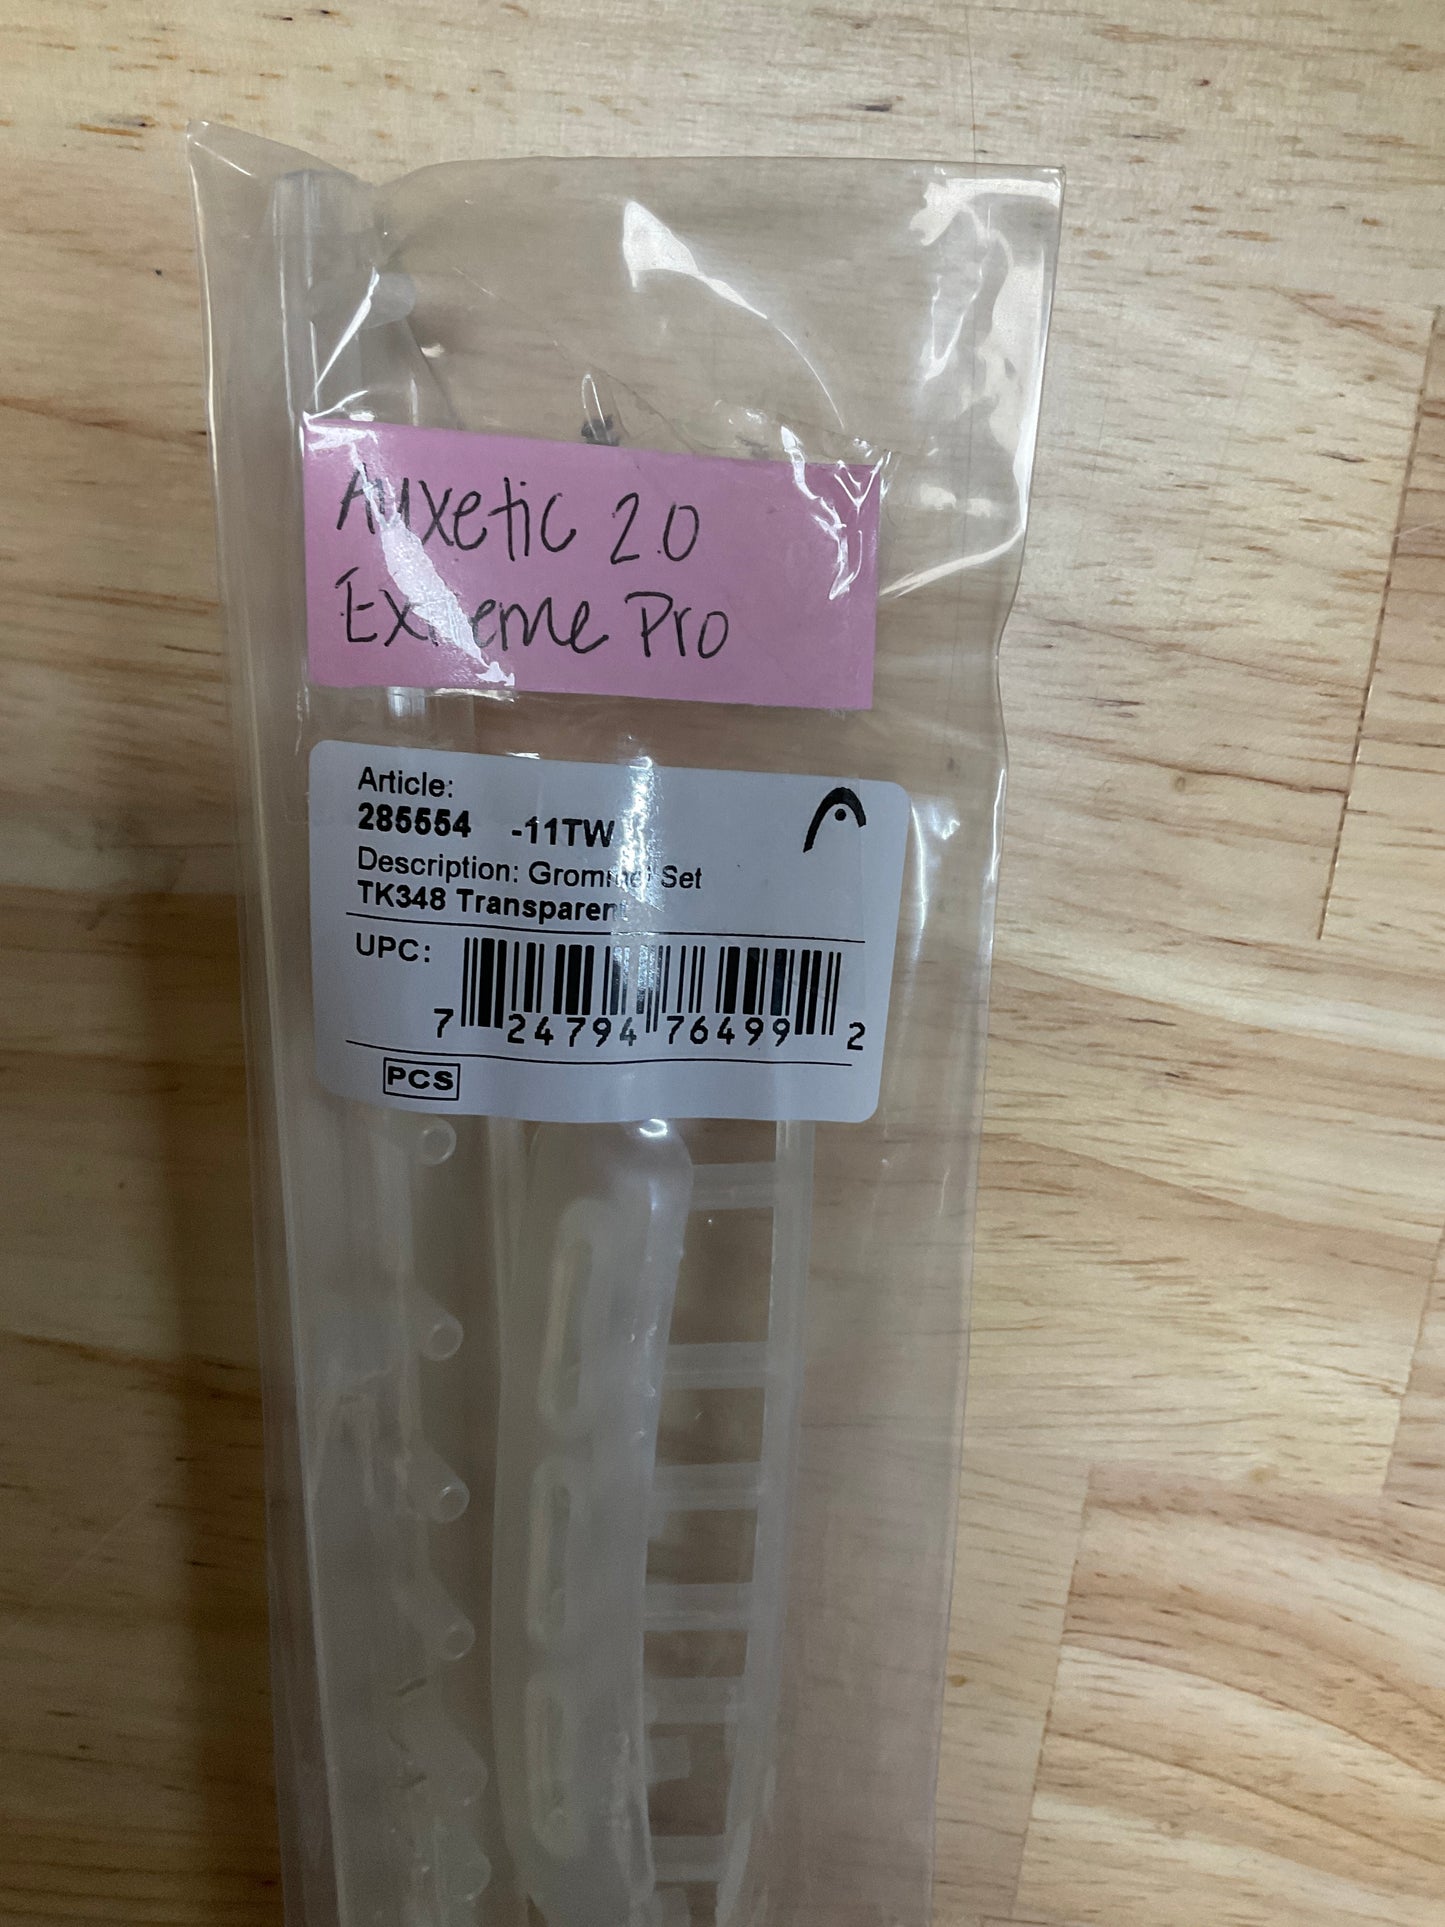 Auxetic 2.0
Extreme Pro
Article:
285554 -11TW
Description: Grommet Set
TK348 Transparent
UPC:
7 24794 76499 2
PCS